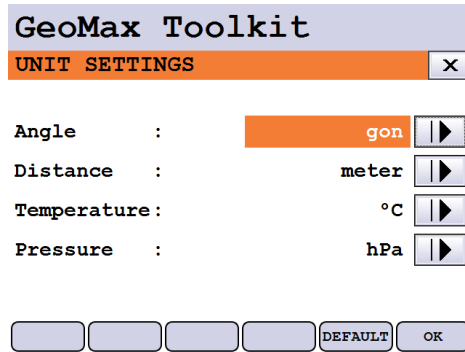 GeoMax Toolkit
UNIT SETTINGS X
Angle : gon
Distance : meter
Temperature: °C
Pressure : hPa
DEFAULT OK